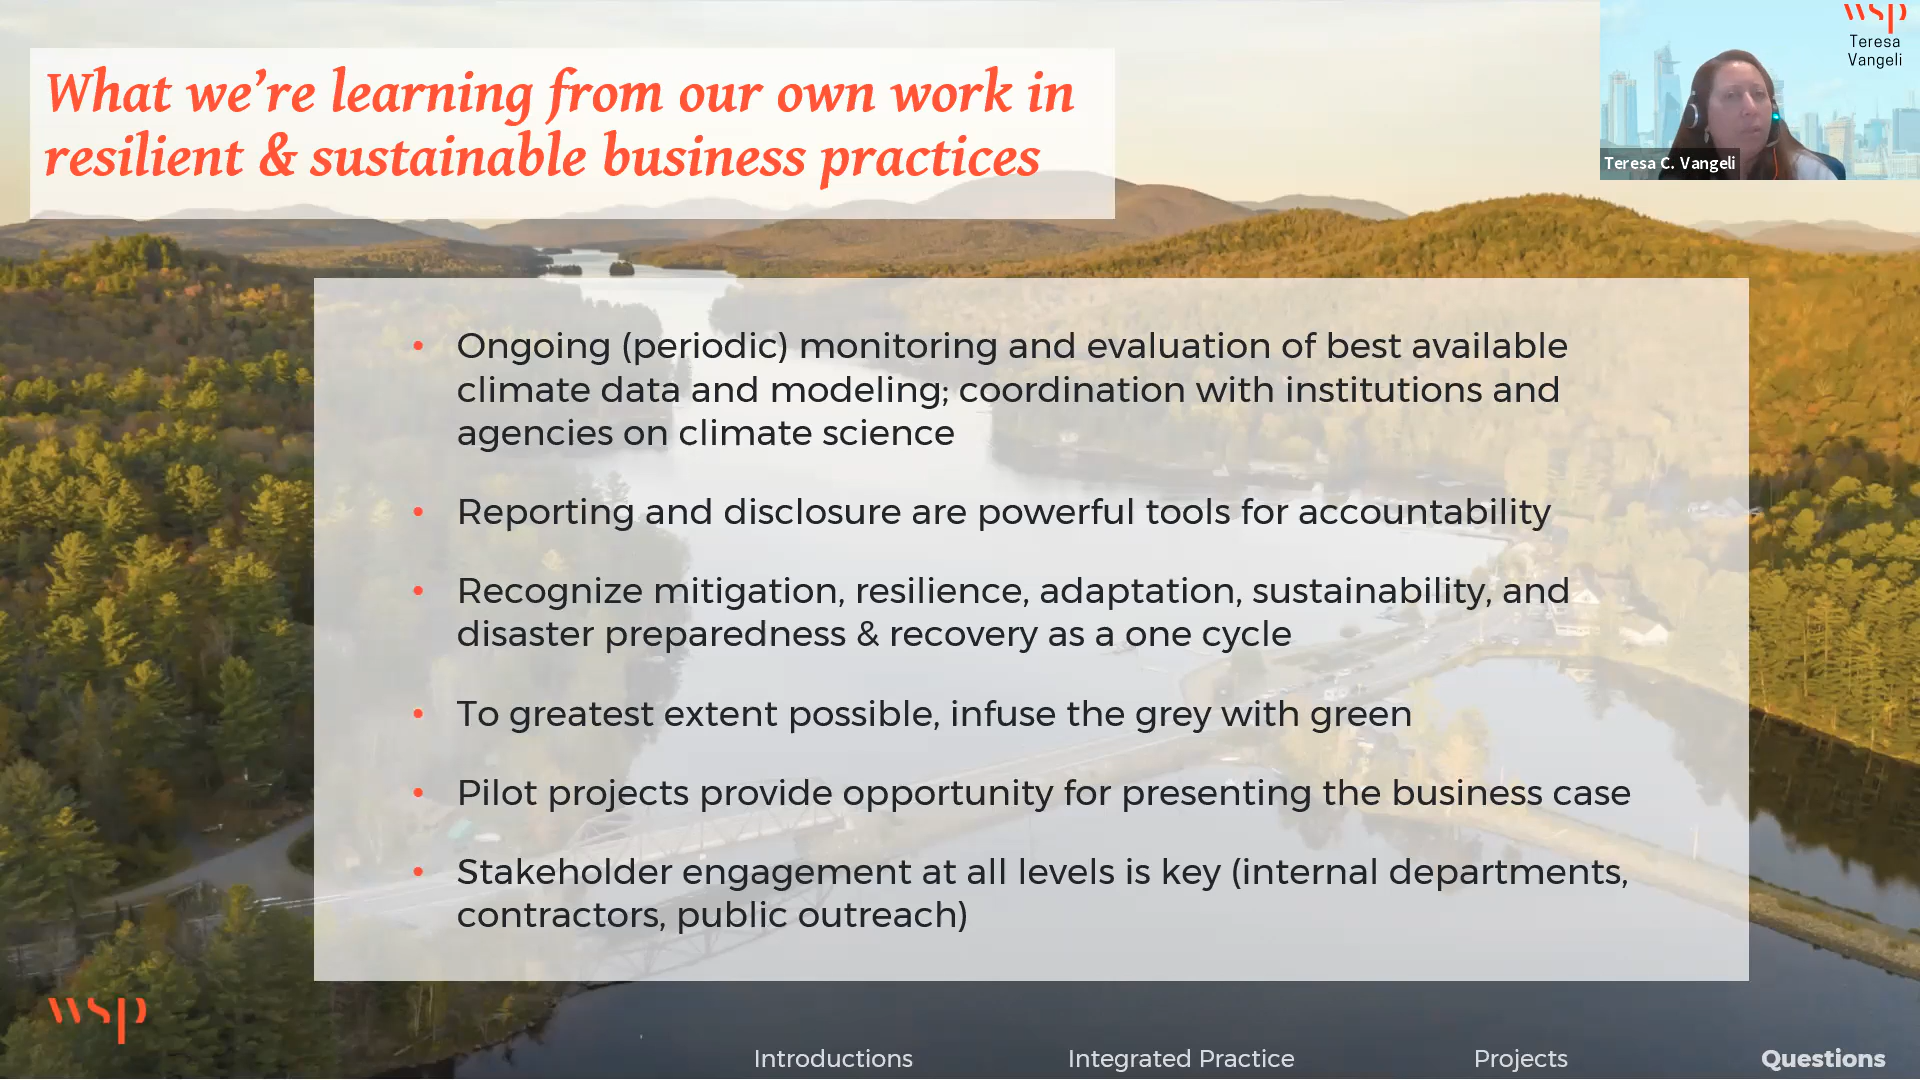 What we’re learning from our own work in
resilient & sustainable business practices
wsp
Teresa
Vangeli
Teresa C. Vangeli
• Ongoing (periodic) monitoring and evaluation of best available
climate data and modeling; coordination with institutions and
agencies on climate science
• Reporting and disclosure are powerful tools for accountability
• Recognize mitigation, resilience, adaptation, sustainability, and
disaster preparedness & recovery as a one cycle
• To greatest extent possible, infuse the grey with green
• Pilot projects provide opportunity for presenting the business case
• Stakeholder engagement at all levels is key (internal departments,
contractors, public outreach)
wsp
Introductions Integrated Practice Projects Questions